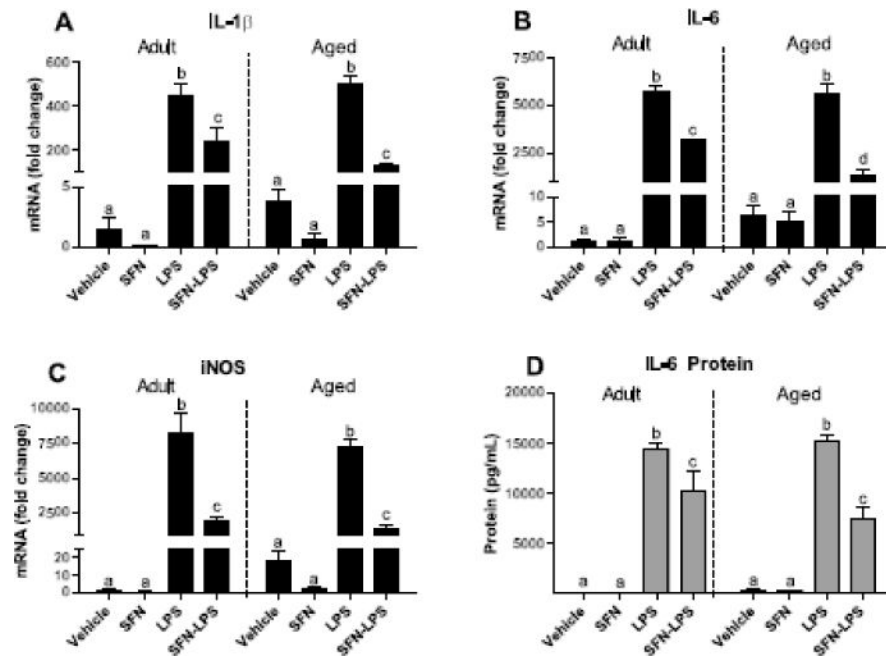 A IL-1β
Adult Aged
mRNA (fold change)
600
400
200
5
0
a a b c a a b c
Vehicle SFN LPS SFN-LPS Vehicle SFN LPS SFN-LPS
B IL-6
Adult Aged
mRNA (fold change)
7500
5000
2500
10
5
0
a a b c a a b d
Vehicle SFN LPS SFN-LPS Vehicle SFN LPS SFN-LPS
C iNOS
Adult Aged
mRNA (fold change)
10000
7500
5000
2500
20
10
0
a a b c a a b c
Vehicle SFN LPS SFN-LPS Vehicle SFN LPS SFN-LPS
D IL-6 Protein
Adult Aged
Protein (pg/mL)
20000
15000
10000
5000
a a b c a a b c
Vehicle SFN LPS SFN-LPS Vehicle SFN LPS SFN-LPS